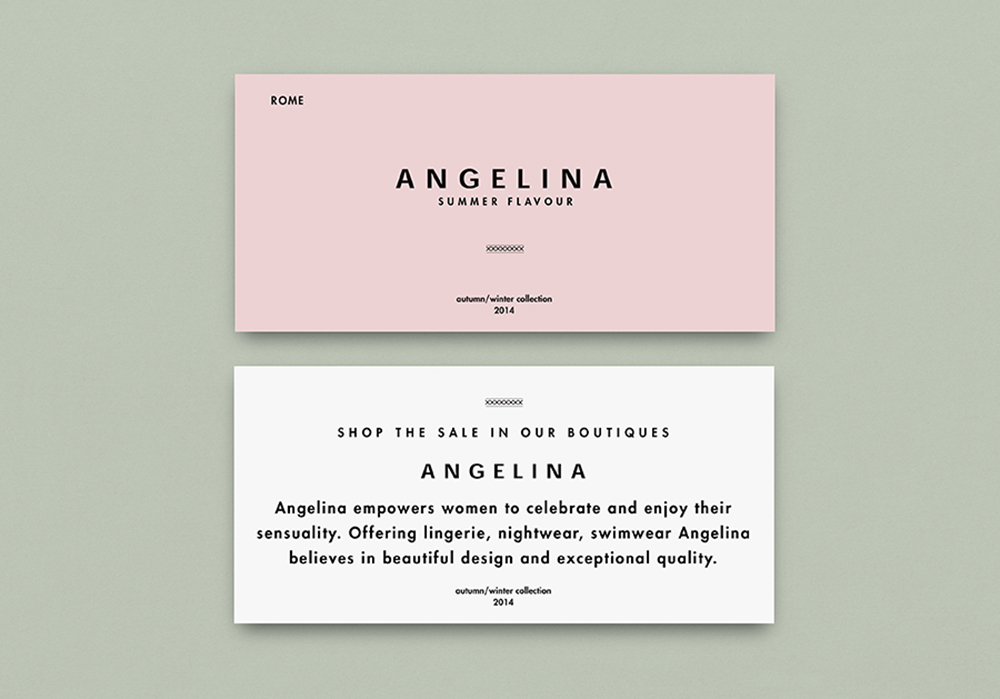 ROME
ANGELINA
SUMMER FLAVOUR
autumn/winter collection
2014
SHOP THE SALE IN OUR BOUTIQUES
ANGELINA
Angelina empowers women to celebrate and enjoy their
sensuality. Offering lingerie, nightwear, swimwear Angelina
believes in beautiful design and exceptional quality.
autumn/winter collection
2014